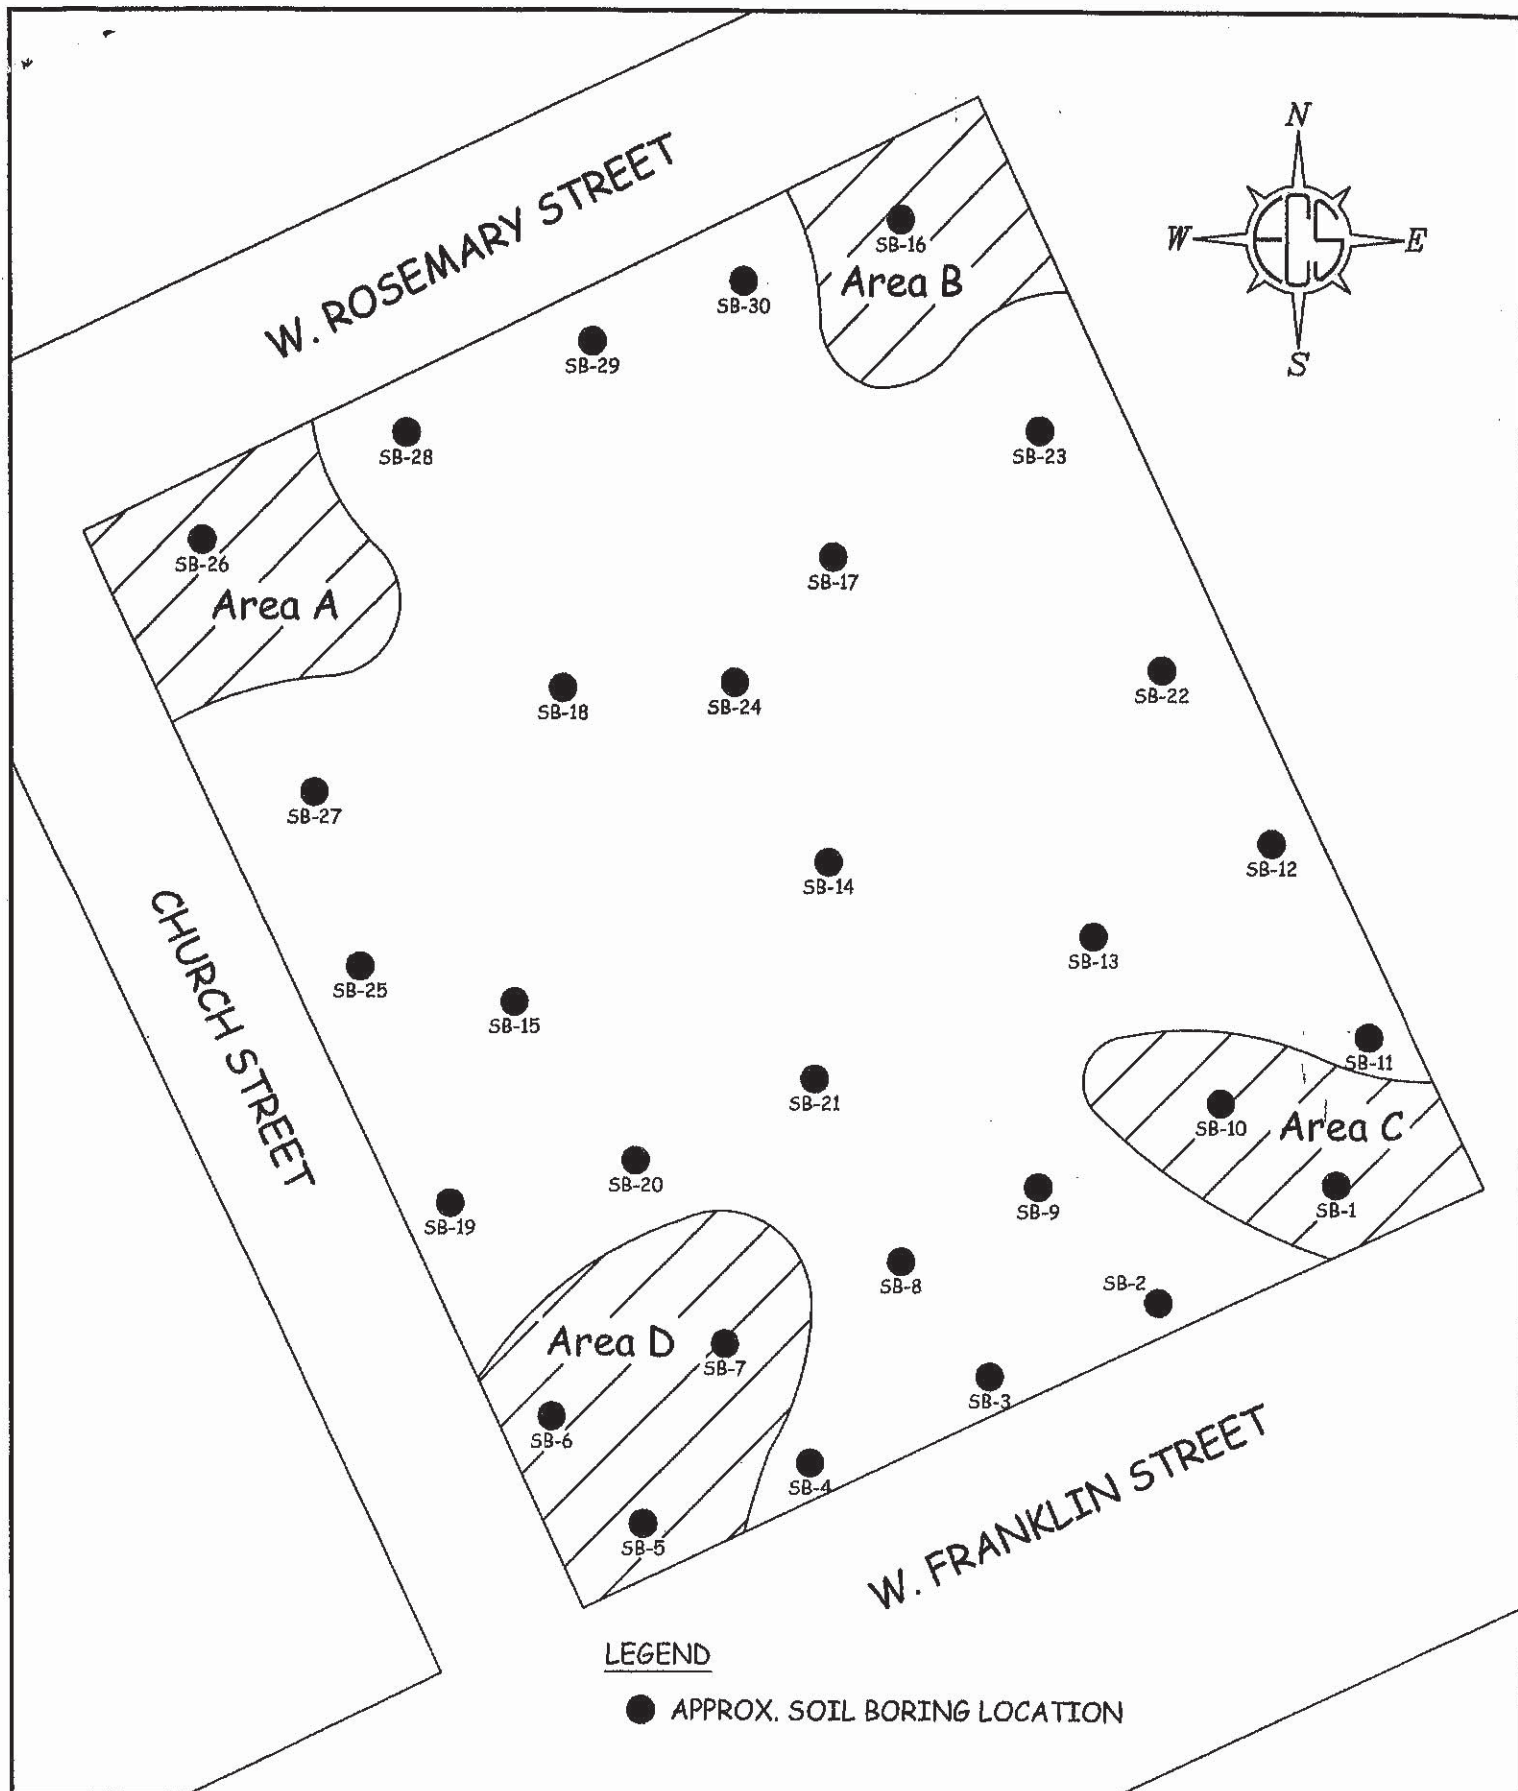 N
W. ROSEMARY STREET
SB-16
W
E
Area B
SB-30
SB-29
S
SB-28
SB-23
SB-26
SB-17
Area A
SB-18
SB-24
SB-22
SB-27
SB-12
SB-14
CHURCH STREET
SB-13
SB-25
SB-15
SB-11
SB-21
SB-10
Area C
SB-20
SB-9
SB-1
SB-19
SB-8
SB-2
Area D
SB-7
SB-3
SB-6
SB-4
W. FRANKLIN STREET
SB-5
LEGEND
APPROX. SOIL BORING LOCATION